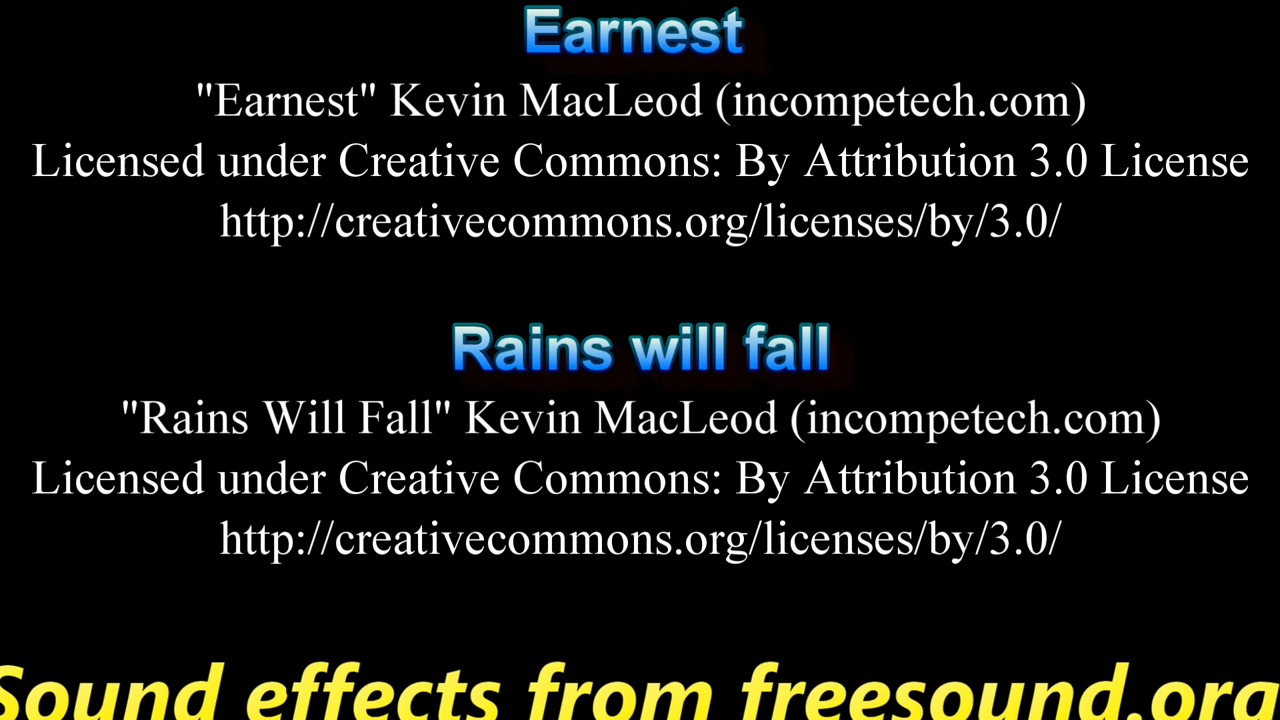 Earnest
"Earnest" Kevin MacLeod (incompetech.com)
Licensed under Creative Commons: By Attribution 3.0 License
http://creativecommons.org/licenses/by/3.0/
Rains will fall
"Rains Will Fall" Kevin MacLeod (incompetech.com)
Licensed under Creative Commons: By Attribution 3.0 License
http://creativecommons.org/licenses/by/3.0/
Sound effects from freesound.org